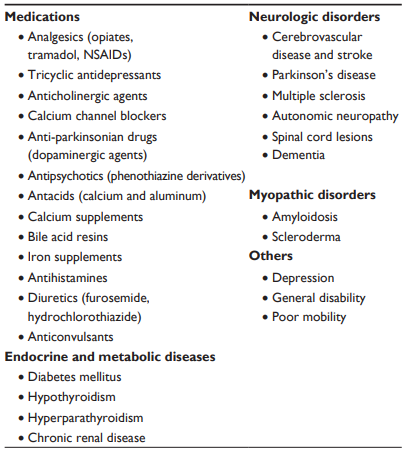 Medications
• Analgesics (opiates,
tramadol, NSAIDs)
• Tricyclic antidepressants
• Anticholinergic agents
• Calcium channel blockers
• Anti-parkinsonian drugs
(dopaminergic agents)
• Antipsychotics (phenothiazine derivatives)
• Antacids (calcium and aluminum)
• Calcium supplements
• Bile acid resins
• Iron supplements
• Antihistamines
• Diuretics (furosemide,
hydrochlorothiazide)
• Anticonvulsants
Endocrine and metabolic diseases
• Diabetes mellitus
• Hypothyroidism
• Hyperparathyroidism
• Chronic renal disease
Neurologic disorders
• Cerebrovascular
disease and stroke
• Parkinson's disease
• Multiple sclerosis
• Autonomic neuropathy
• Spinal cord lesions
• Dementia
Myopathic disorders
• Amyloidosis
• Scleroderma
Others
• Depression
• General disability
• Poor mobility